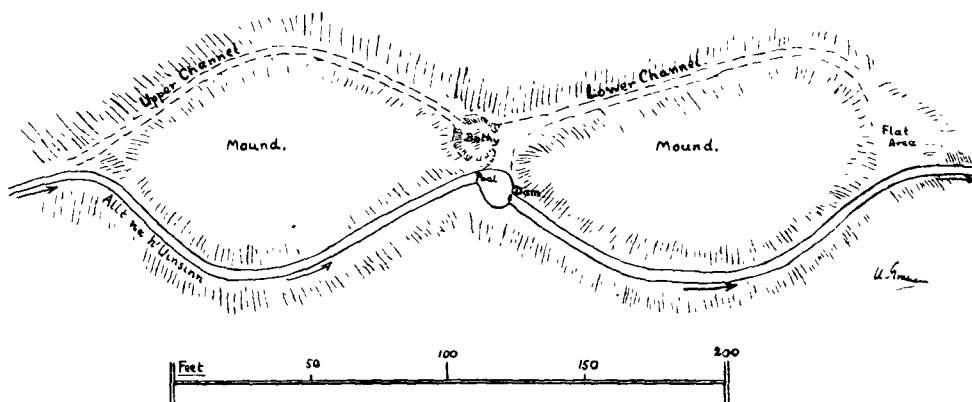 Upper Channel
Lower Channel
Mound.
Bothy
Mound.
Flat
Area
Pool
Dam
Allt na h'Uinsinn
Feet
50
100
150
200